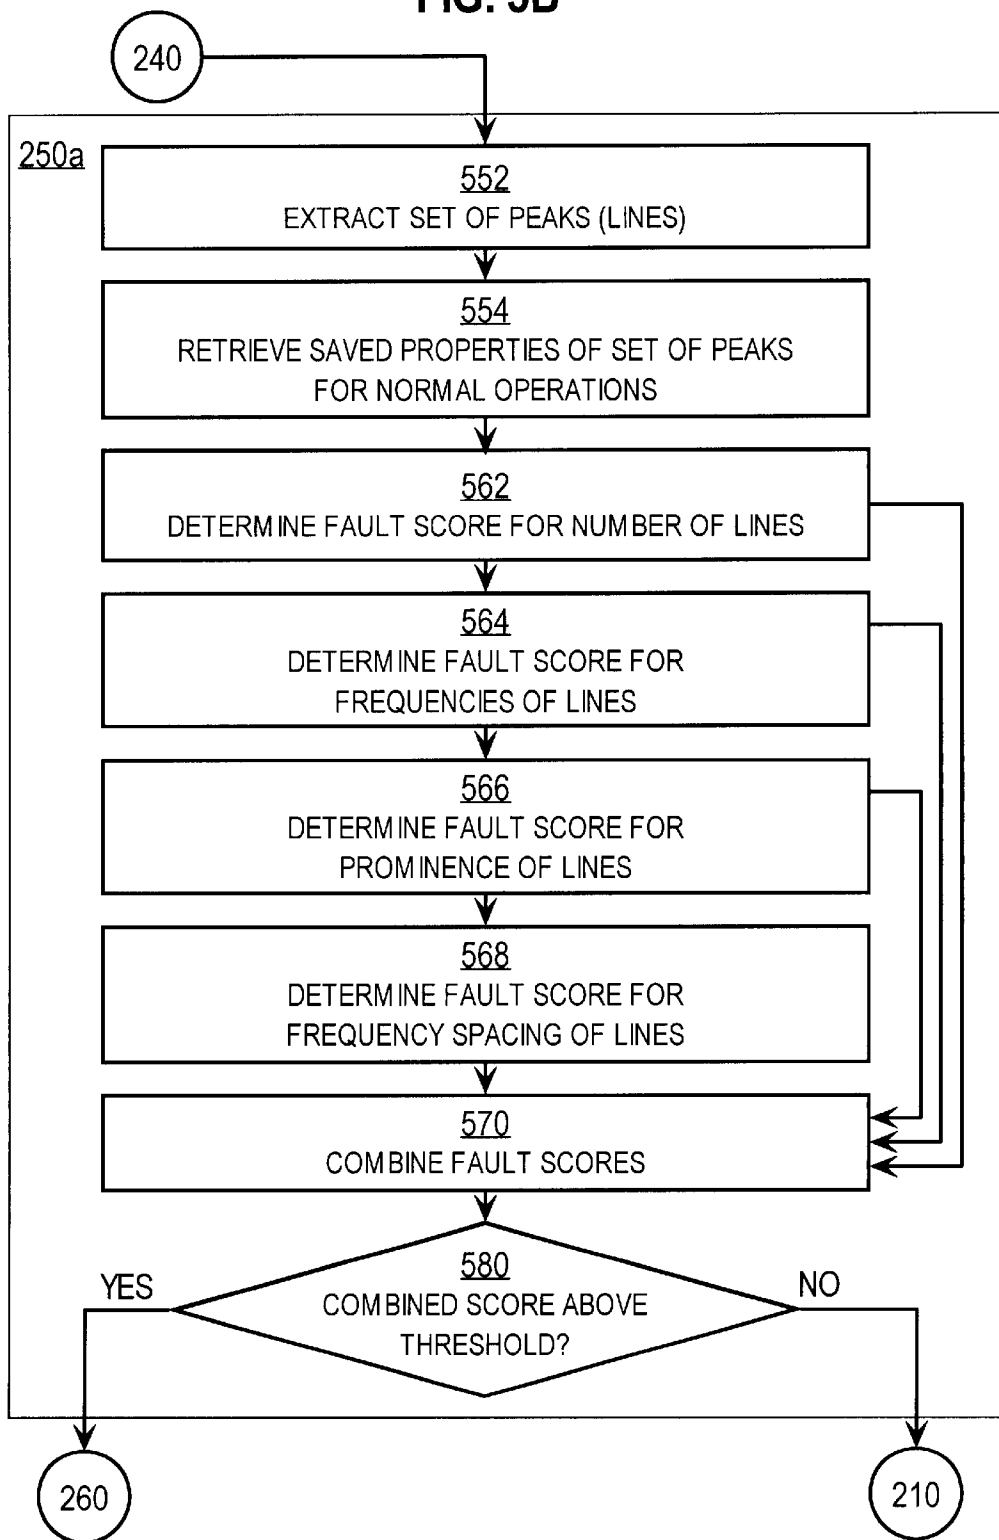 FIG. 5B
240
250a
552
EXTRACT SET OF PEAKS (LINES)
554
RETRIEVE SAVED PROPERTIES OF SET OF PEAKS
FOR NORMAL OPERATIONS
562
DETERMINE FAULT SCORE FOR NUMBER OF LINES
564
DETERMINE FAULT SCORE FOR
FREQUENCIES OF LINES
566
DETERMINE FAULT SCORE FOR
PROMINENCE OF LINES
568
DETERMINE FAULT SCORE FOR
FREQUENCY SPACING OF LINES
570
COMBINE FAULT SCORES
580
COMBINED SCORE ABOVE
THRESHOLD?
YES
NO
260
210